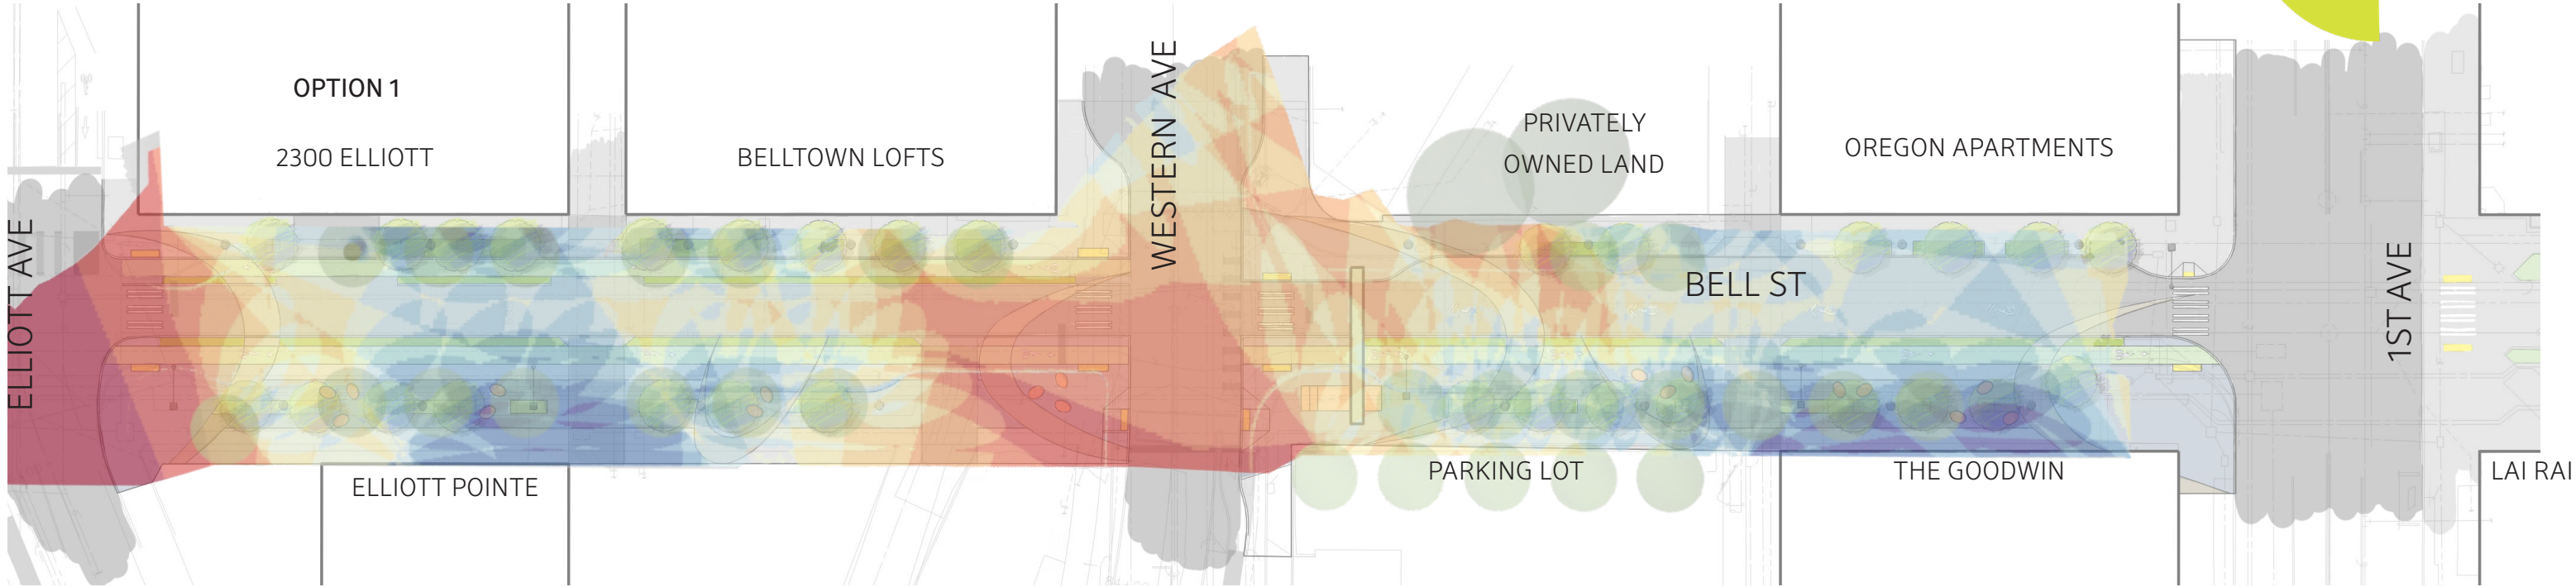 OPTION 1
2300 ELLIOTT
BELLTOWN LOFTS
WESTERN AVE
PRIVATELY
OWNED LAND
OREGON APARTMENTS
ELLIOTT AVE
BELL ST
1ST AVE
ELLIOTT POINTE
PARKING LOT
THE GOODWIN
LAI RAI